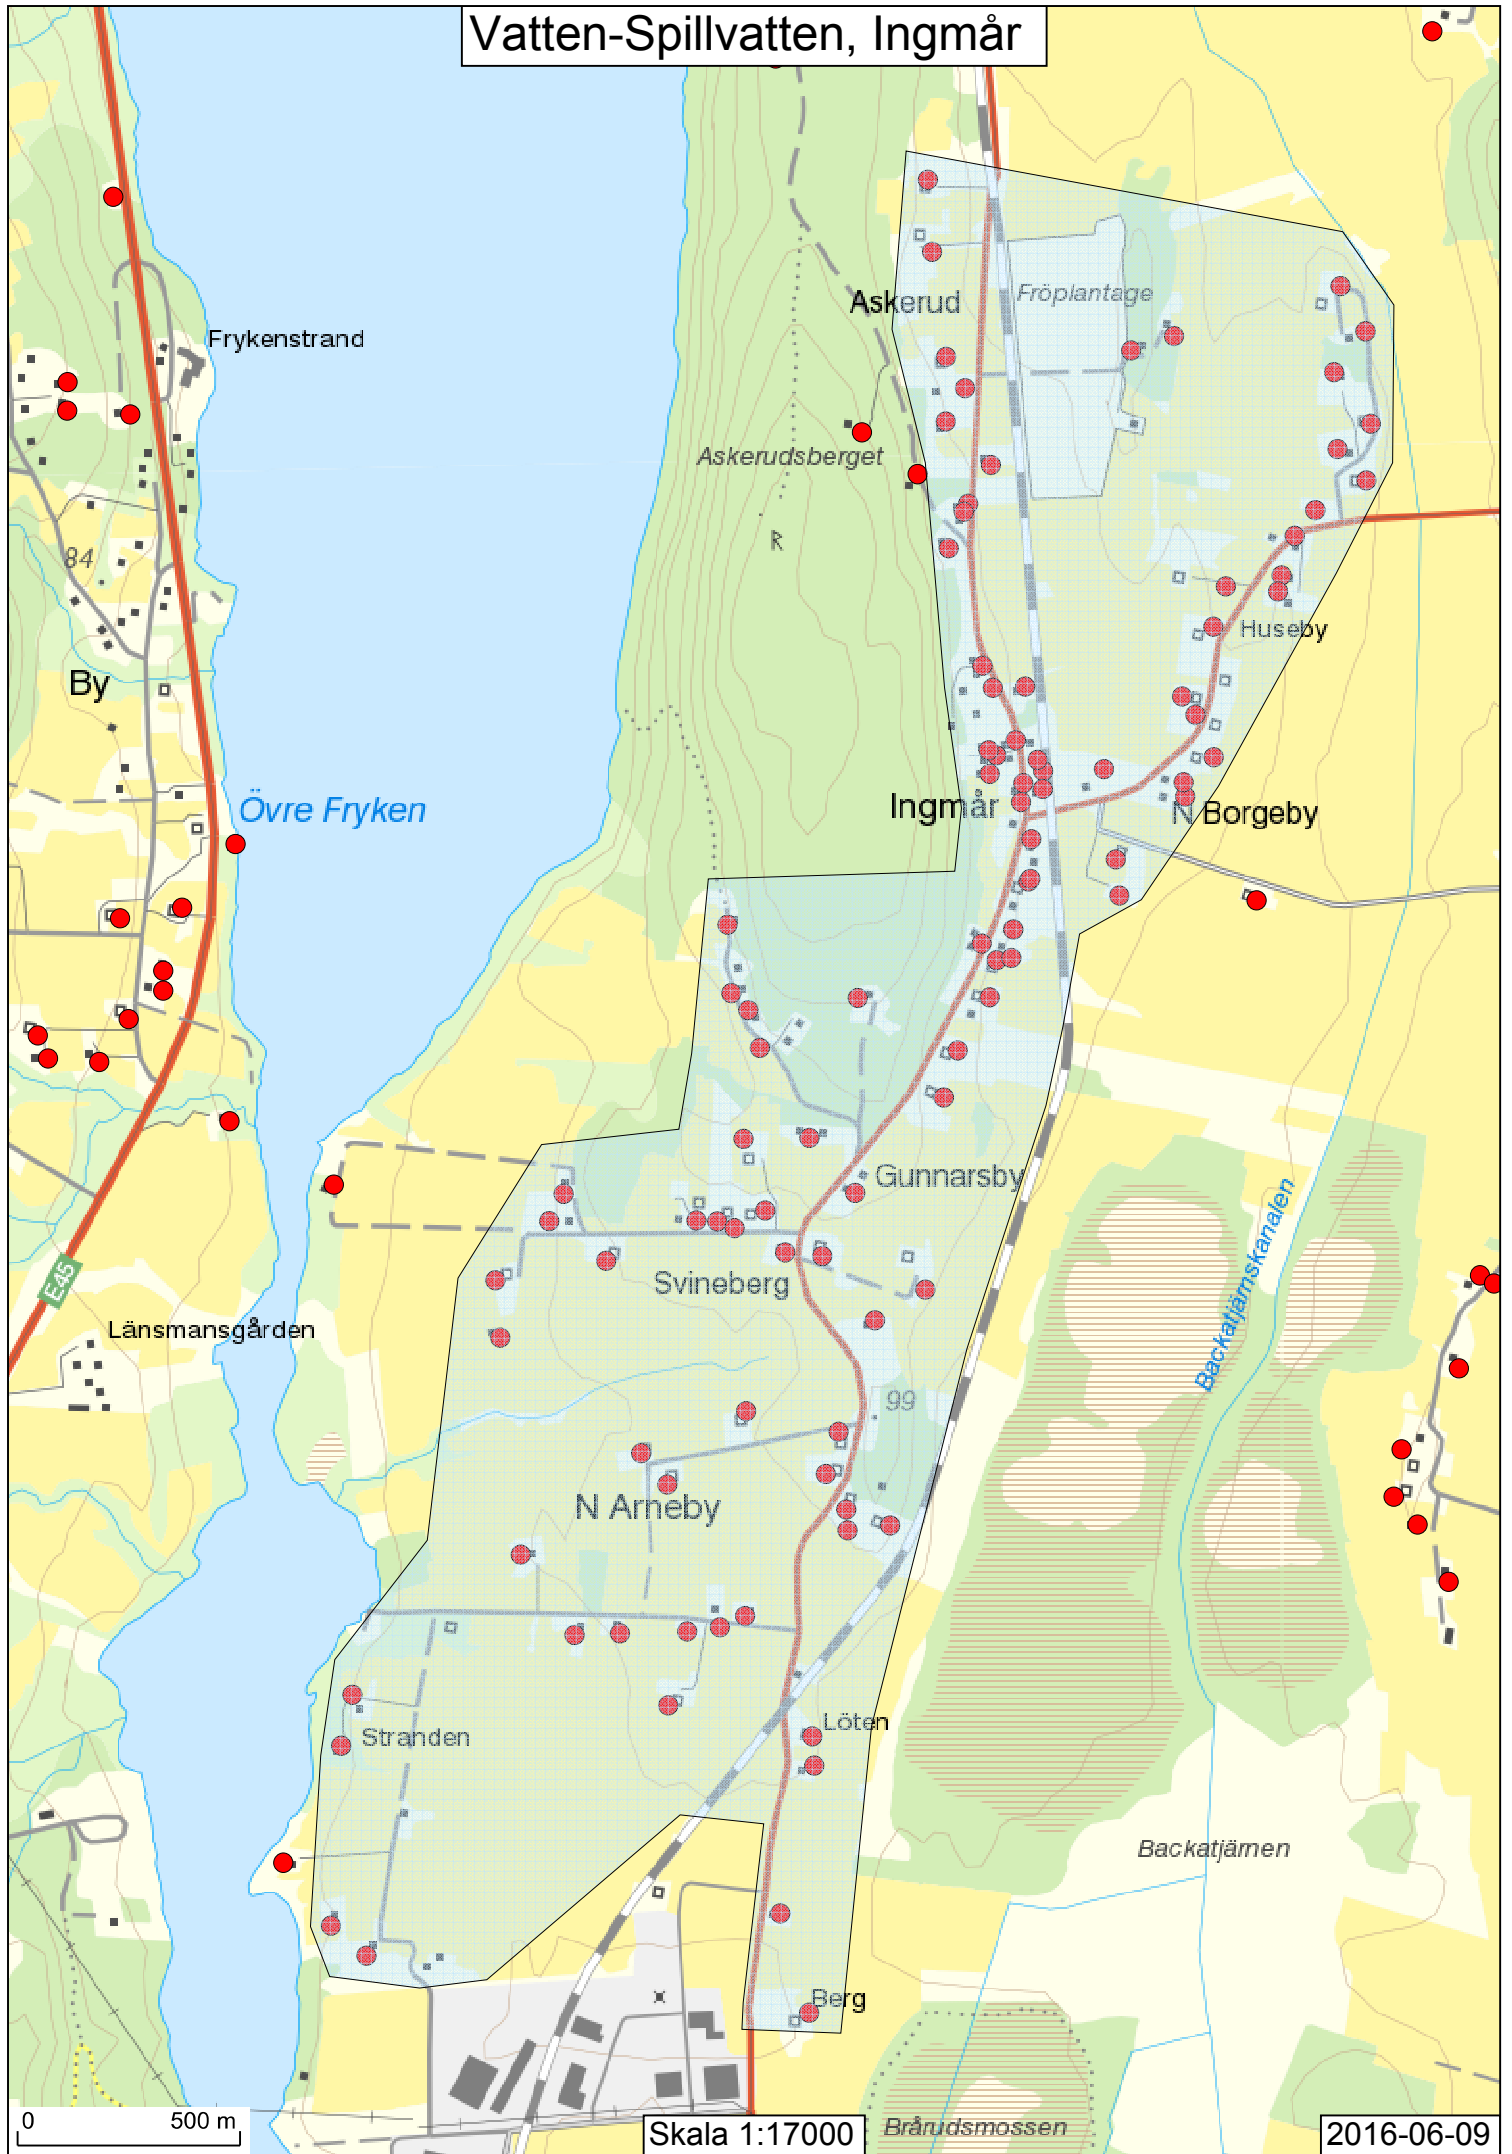 Vatten-Spillvatten, Ingmår
Askerud
Fröplantage
Frykenstrand
Askerudsberget
R
84
Huseby
By
Övre Fryken
Ingmår
N Borgeby
Gunnarsby
Backatjärnskanalen
E45
Svineberg
Länsmansgården
99
N Arneby
Stranden
Löten
Backatjärnen
Berg
0 500 m
Skala 1:17000
Brårudsmossen
2016-06-09